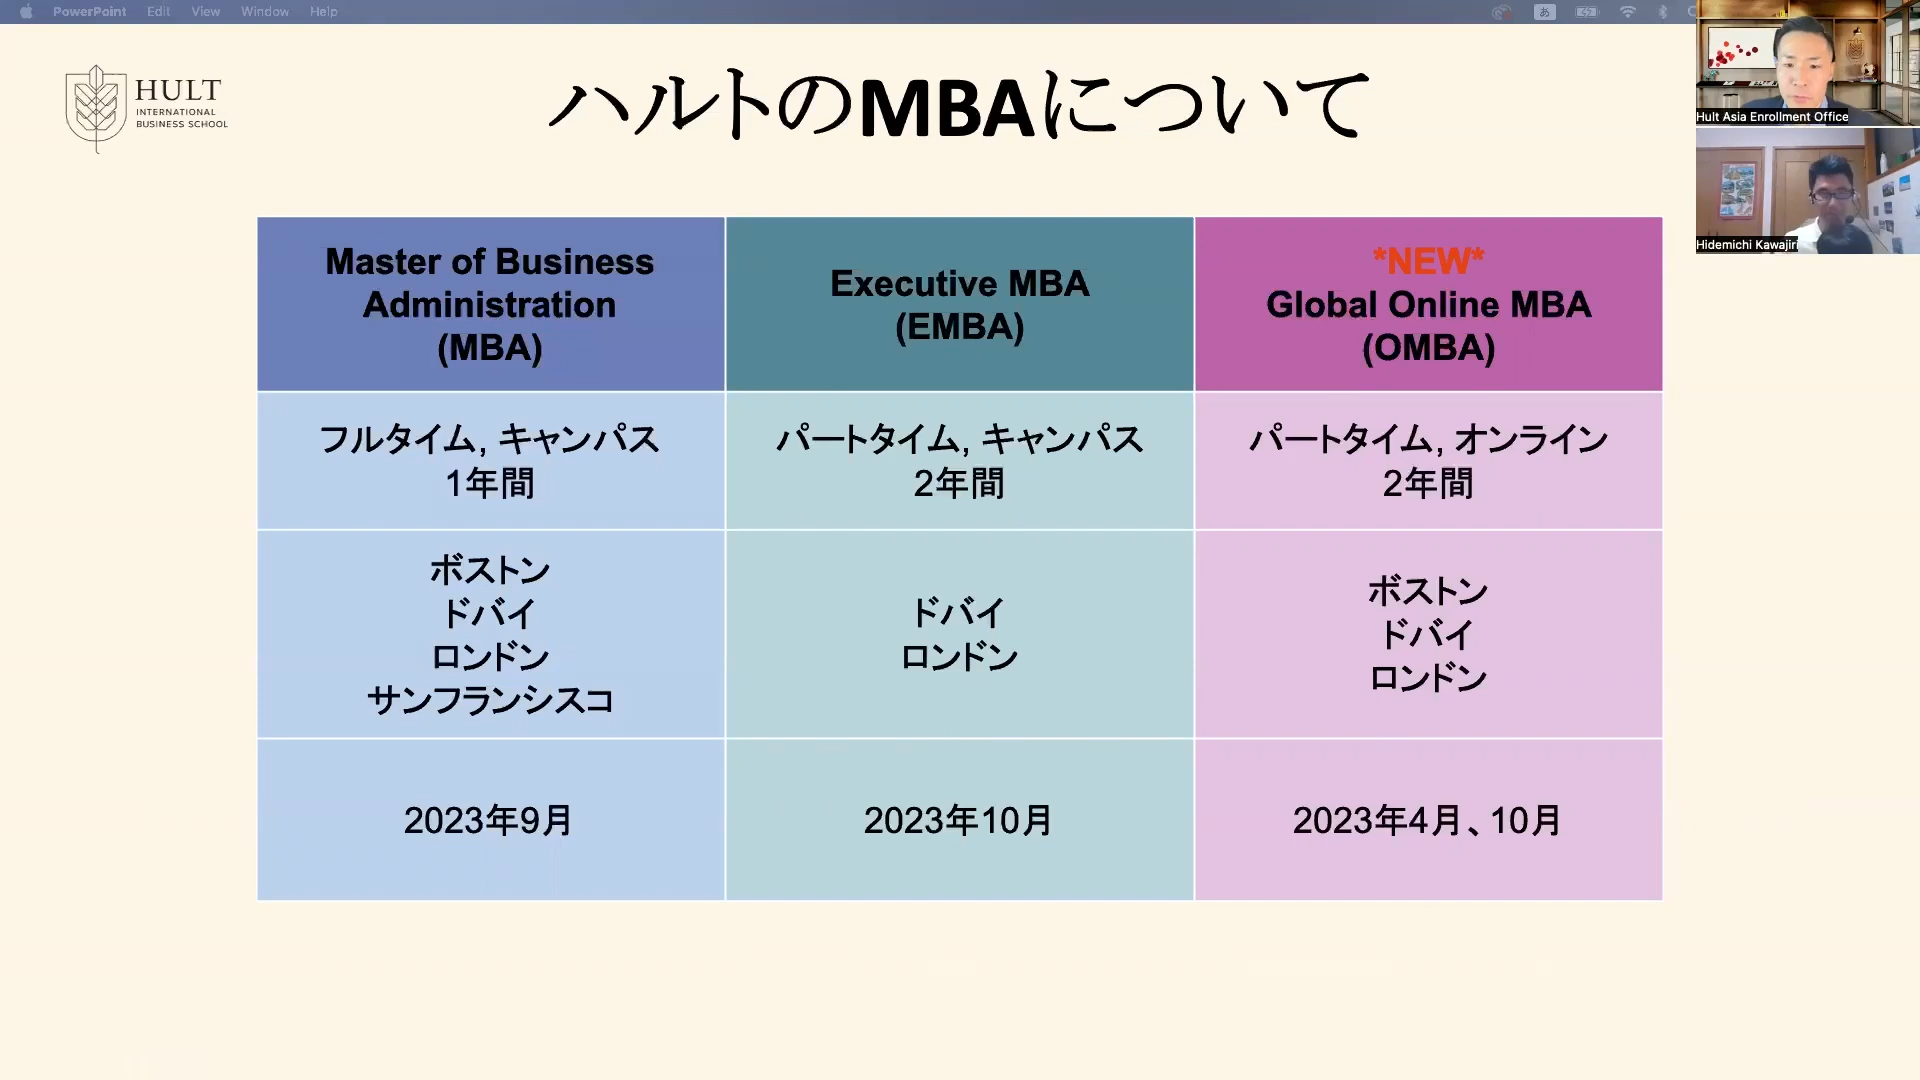 PowerPoint Edit View Window Help
あ
HULT
INTERNATIONAL
BUSINESS SCHOOL
ハルトのMBAについて
Hult Asia Enrollment Office
Hidemichi Kawajiri
Master of Business
Administration
(MBA)
Executive MBA
(EMBA)
*NEW*
Global Online MBA
(OMBA)
フルタイム, キャンパス
1年間
パートタイム, キャンパス
2年間
パートタイム, オンライン
2年間
ボストン
ドバイ
ロンドン
サンフランシスコ
ドバイ
ロンドン
ボストン
ドバイ
ロンドン
2023年9月
2023年10月
2023年4月、10月